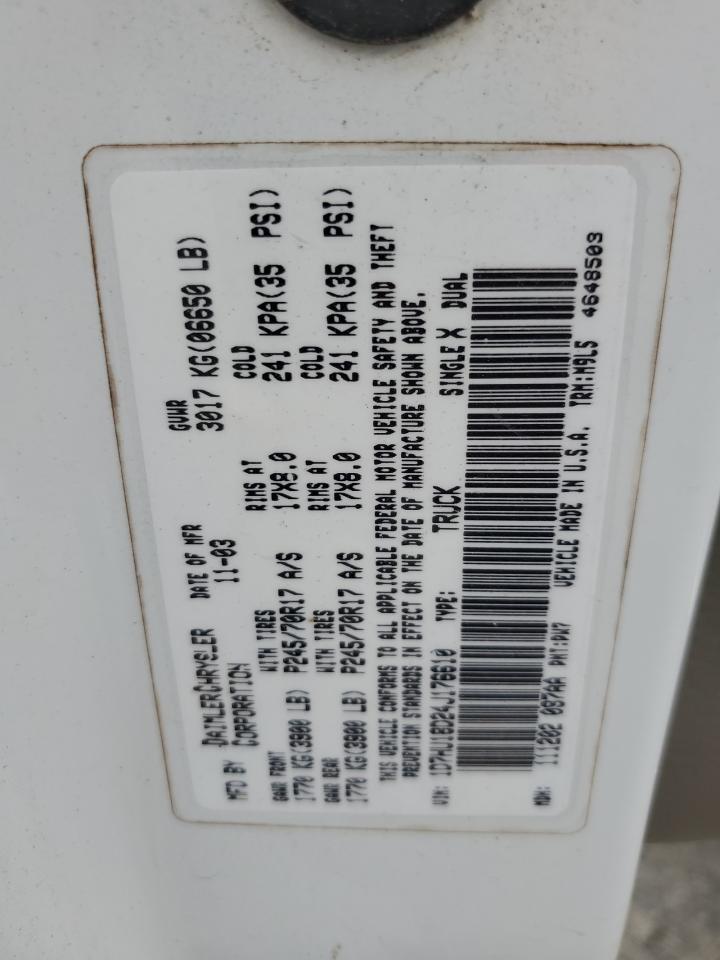 MFD BY DAIMLERCHRYSLER CORPORATION
DATE OF MFR 11-03
GVWR 3017 KG(06650 LB)
GAWR FRONT WITH TIRES RIMS AT COLD
1770 KG(3900 LB) P245/70R17 A/S 17X8.0 241 KPA(35 PSI)
GAWR REAR WITH TIRES RIMS AT COLD
1770 KG(3900 LB) P245/70R17 A/S 17X8.0 241 KPA(35 PSI)
THIS VEHICLE CONFORMS TO ALL APPLICABLE FEDERAL MOTOR VEHICLE SAFETY AND THEFT
PREVENTION STANDARDS IN EFFECT ON THE DATE OF MANUFACTURE SHOWN ABOVE.
VIN: 1D7HU18D24J176610 TYPE: TRUCK SINGLE X DUAL
MDH: 111202 087AA PNT:PW7 VEHICLE MADE IN U.S.A. TRM:M9L5 4648503